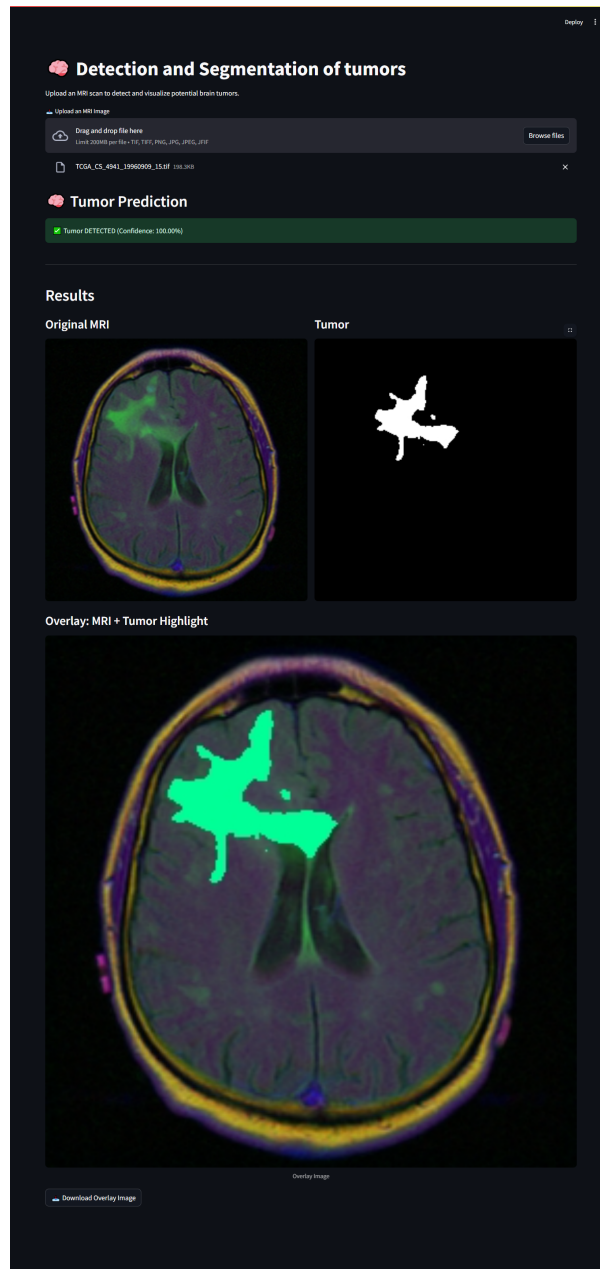 Deploy
Detection and Segmentation of tumors
Upload an MRI scan to detect and visualize potential brain tumors.
Upload an MRI Image
Drag and drop file here
Limit 200MB per file • TIF, TIFF, PNG, JPG, JPEG, JFIF
Browse files
TCGA_CS_4941_19960909_15.tif 198.3KB
Tumor Prediction
Tumor DETECTED (Confidence: 100.00%)
Results
Original MRI
Tumor
Overlay: MRI + Tumor Highlight
Overlay Image
Download Overlay Image